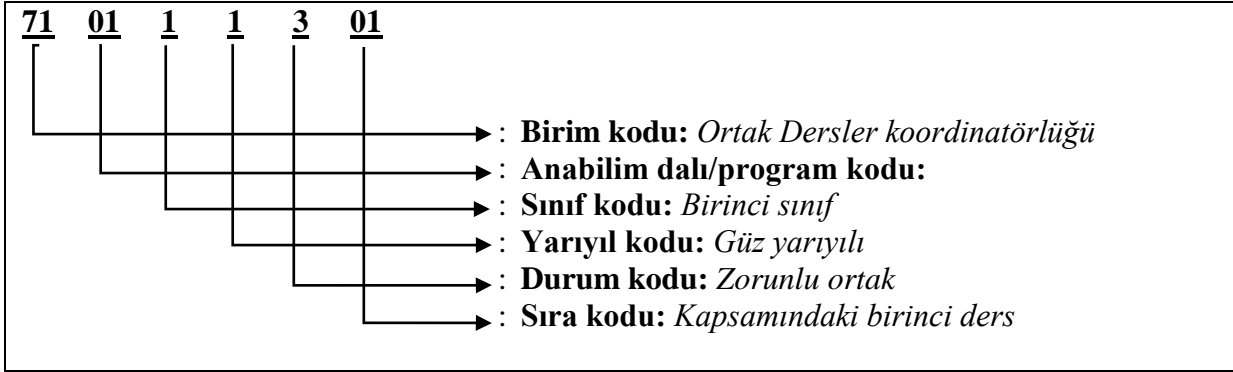 71 01 1 1 3 01
: Birim kodu: Ortak Dersler koordinatörlüğü
: Anabilim dalı/program kodu:
: Sınıf kodu: Birinci sınıf
: Yarıyıl kodu: Güz yarıyılı
: Durum kodu: Zorunlu ortak
: Sıra kodu: Kapsamındaki birinci ders